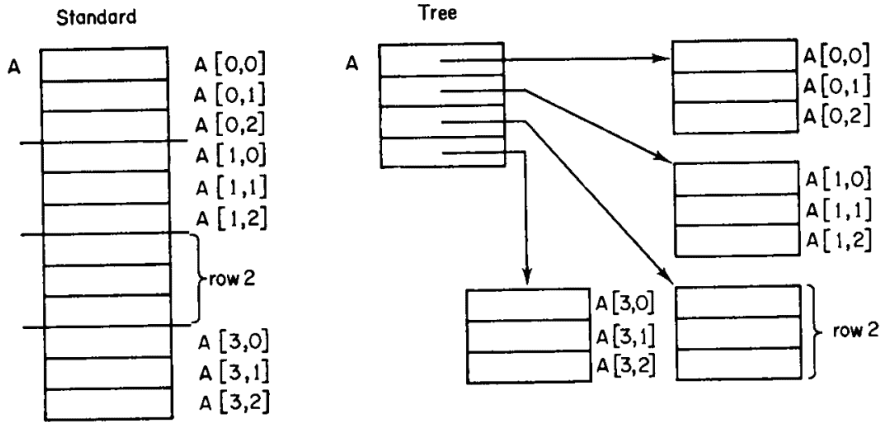 Standard
A
A[0,0]
A[0,1]
A[0,2]
A[1,0]
A[1,1]
A[1,2]
row 2
A[3,0]
A[3,1]
A[3,2]
Tree
A
A[0,0]
A[0,1]
A[0,2]
A[1,0]
A[1,1]
A[1,2]
A[3,0]
A[3,1]
A[3,2]
row 2